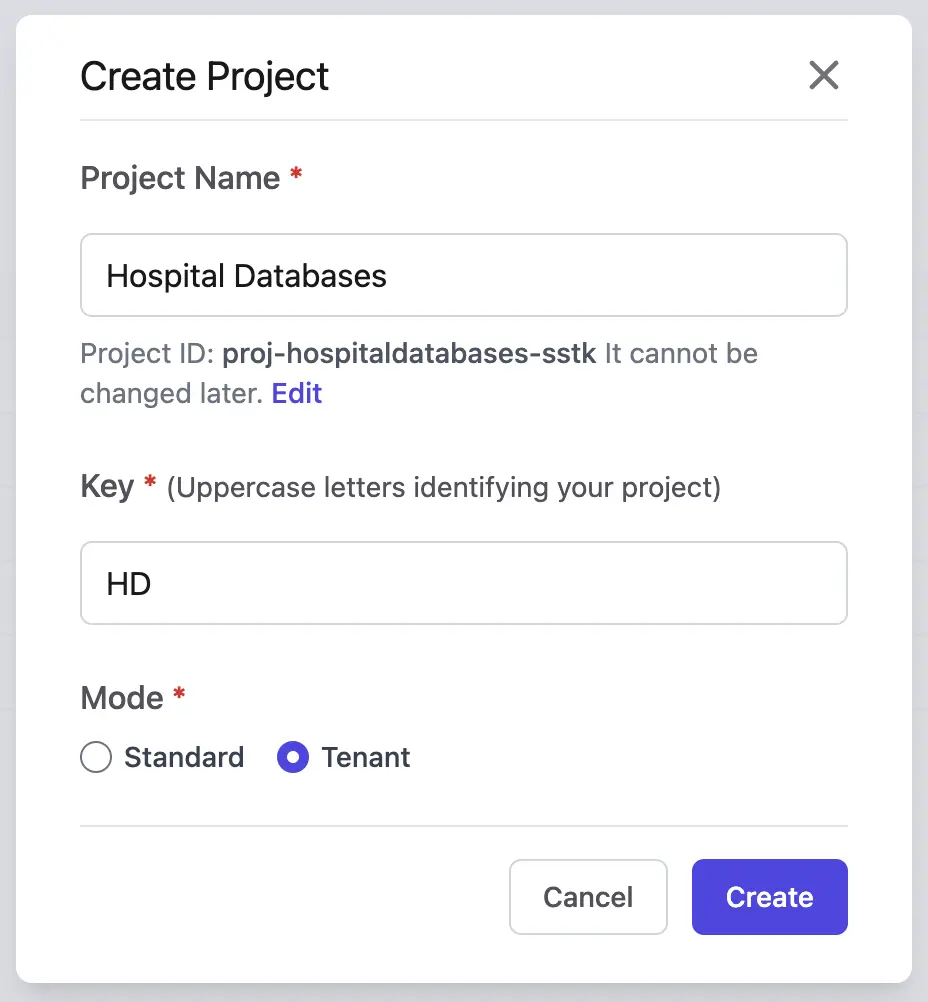 Create Project
Project Name *
Hospital Databases
Project ID: proj-hospitaldatabases-sstk It cannot be
changed later. Edit
Key * (Uppercase letters identifying your project)
HD
Mode *
Standard Tenant
Cancel Create